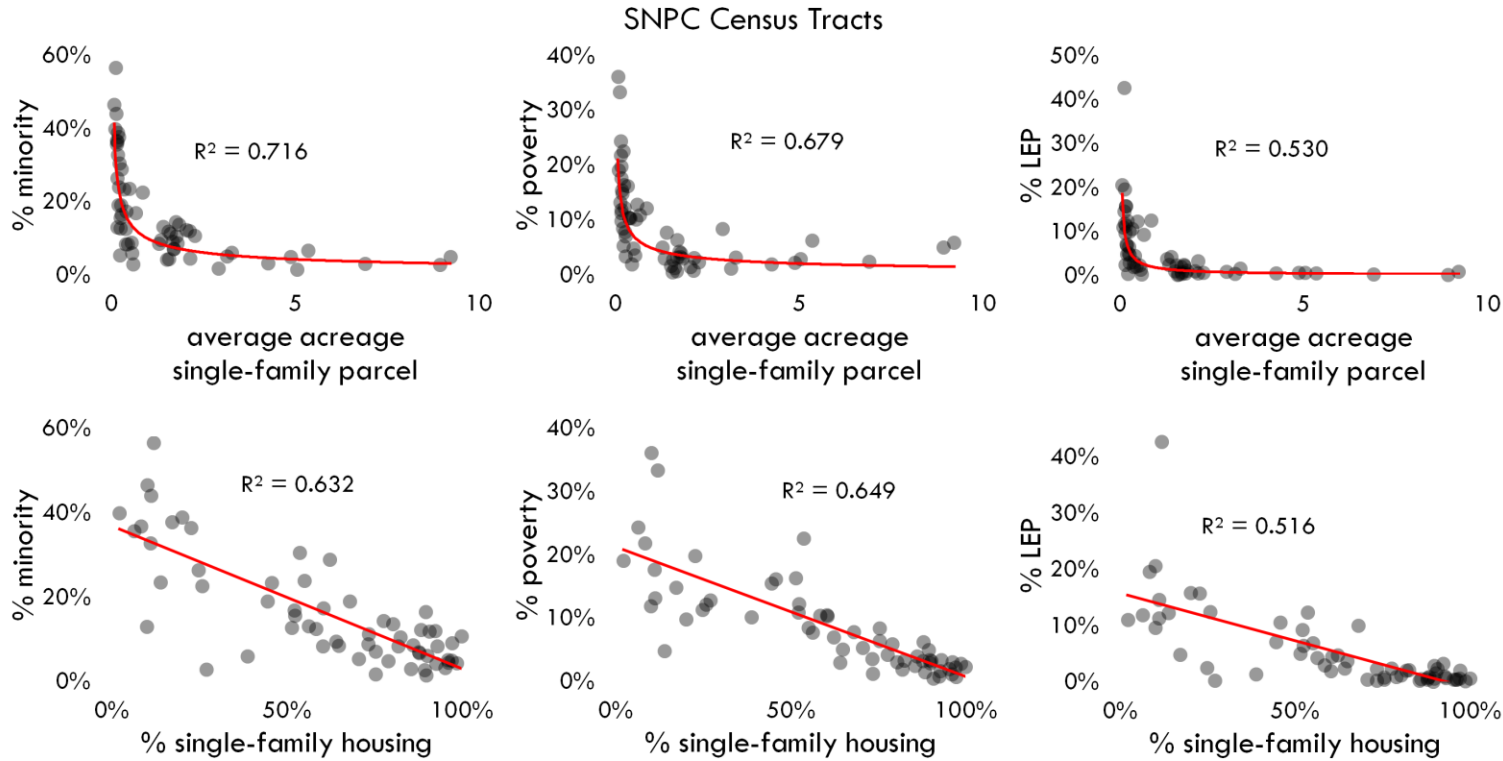 SNPC Census Tracts
60%
40%
20%
0%
% minority
R² = 0.716
0
5
10
average acreage
single-family parcel
40%
30%
20%
10%
0%
% poverty
R² = 0.679
0
5
10
average acreage
single-family parcel
50%
40%
30%
20%
10%
0%
% LEP
R² = 0.530
0
5
10
average acreage
single-family parcel
60%
40%
20%
0%
% minority
R² = 0.632
0%
50%
100%
% single-family housing
40%
30%
20%
10%
0%
% poverty
R² = 0.649
0%
50%
100%
% single-family housing
40%
30%
20%
10%
0%
% LEP
R² = 0.516
0%
50%
100%
% single-family housing